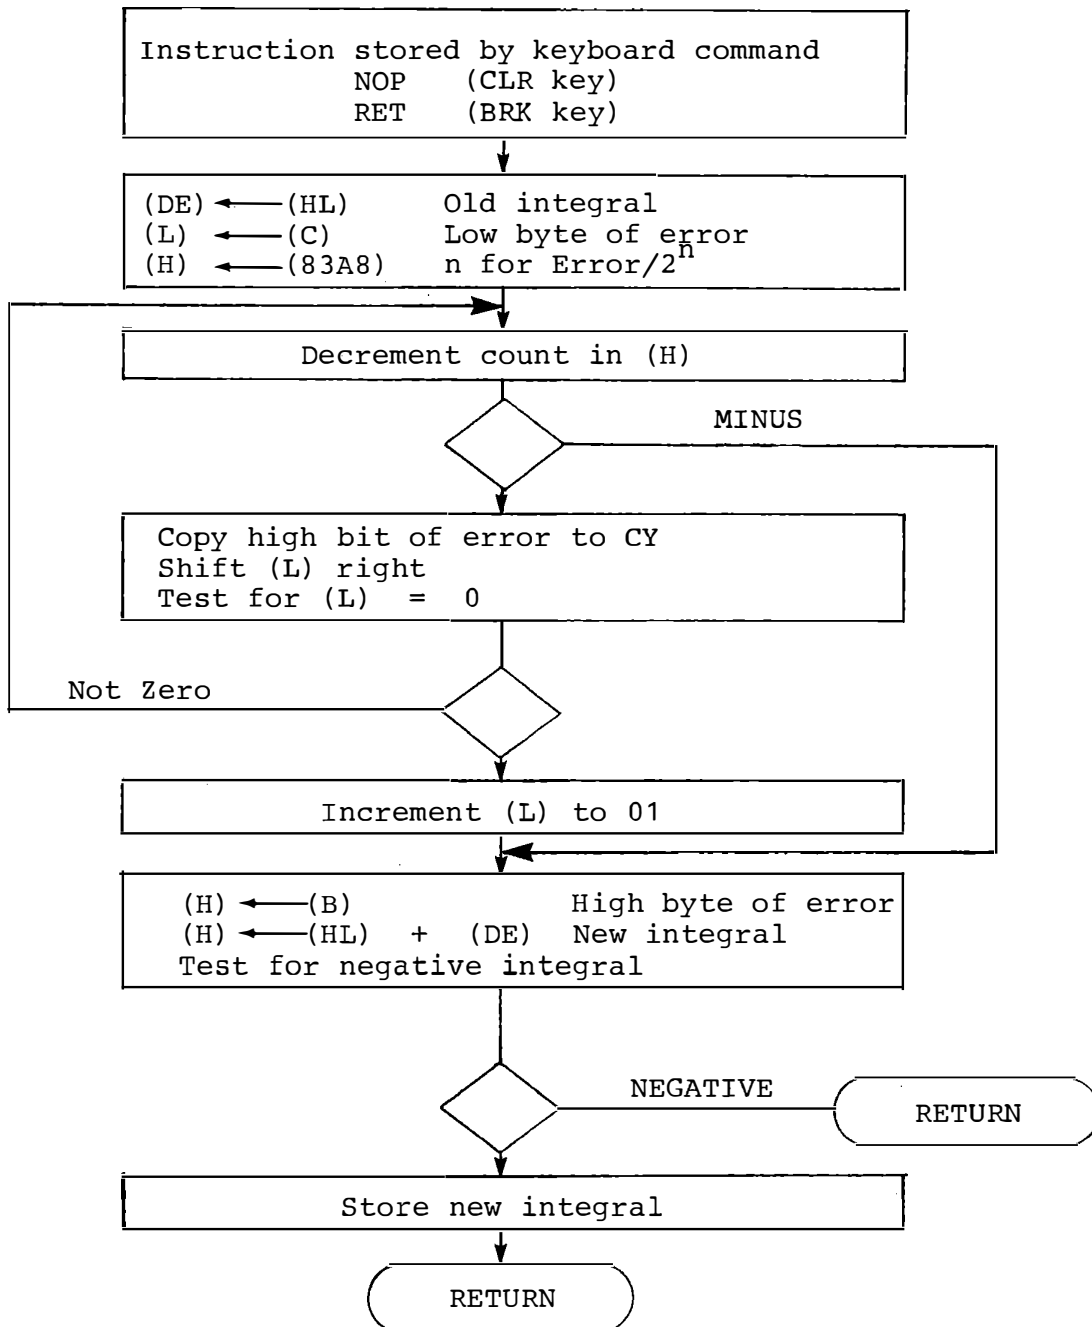 Instruction stored by keyboard command
NOP (CLR key)
RET (BRK key)
(DE) ← (HL) Old integral
(L) ← (C) Low byte of error
(H) ← (83A8) n for Error/2ⁿ
Decrement count in (H)
MINUS
Copy high bit of error to CY
Shift (L) right
Test for (L) = 0
Not Zero
Increment (L) to 01
(H) ← (B) High byte of error
(H) ← (HL) + (DE) New integral
Test for negative integral
NEGATIVE
RETURN
Store new integral
RETURN